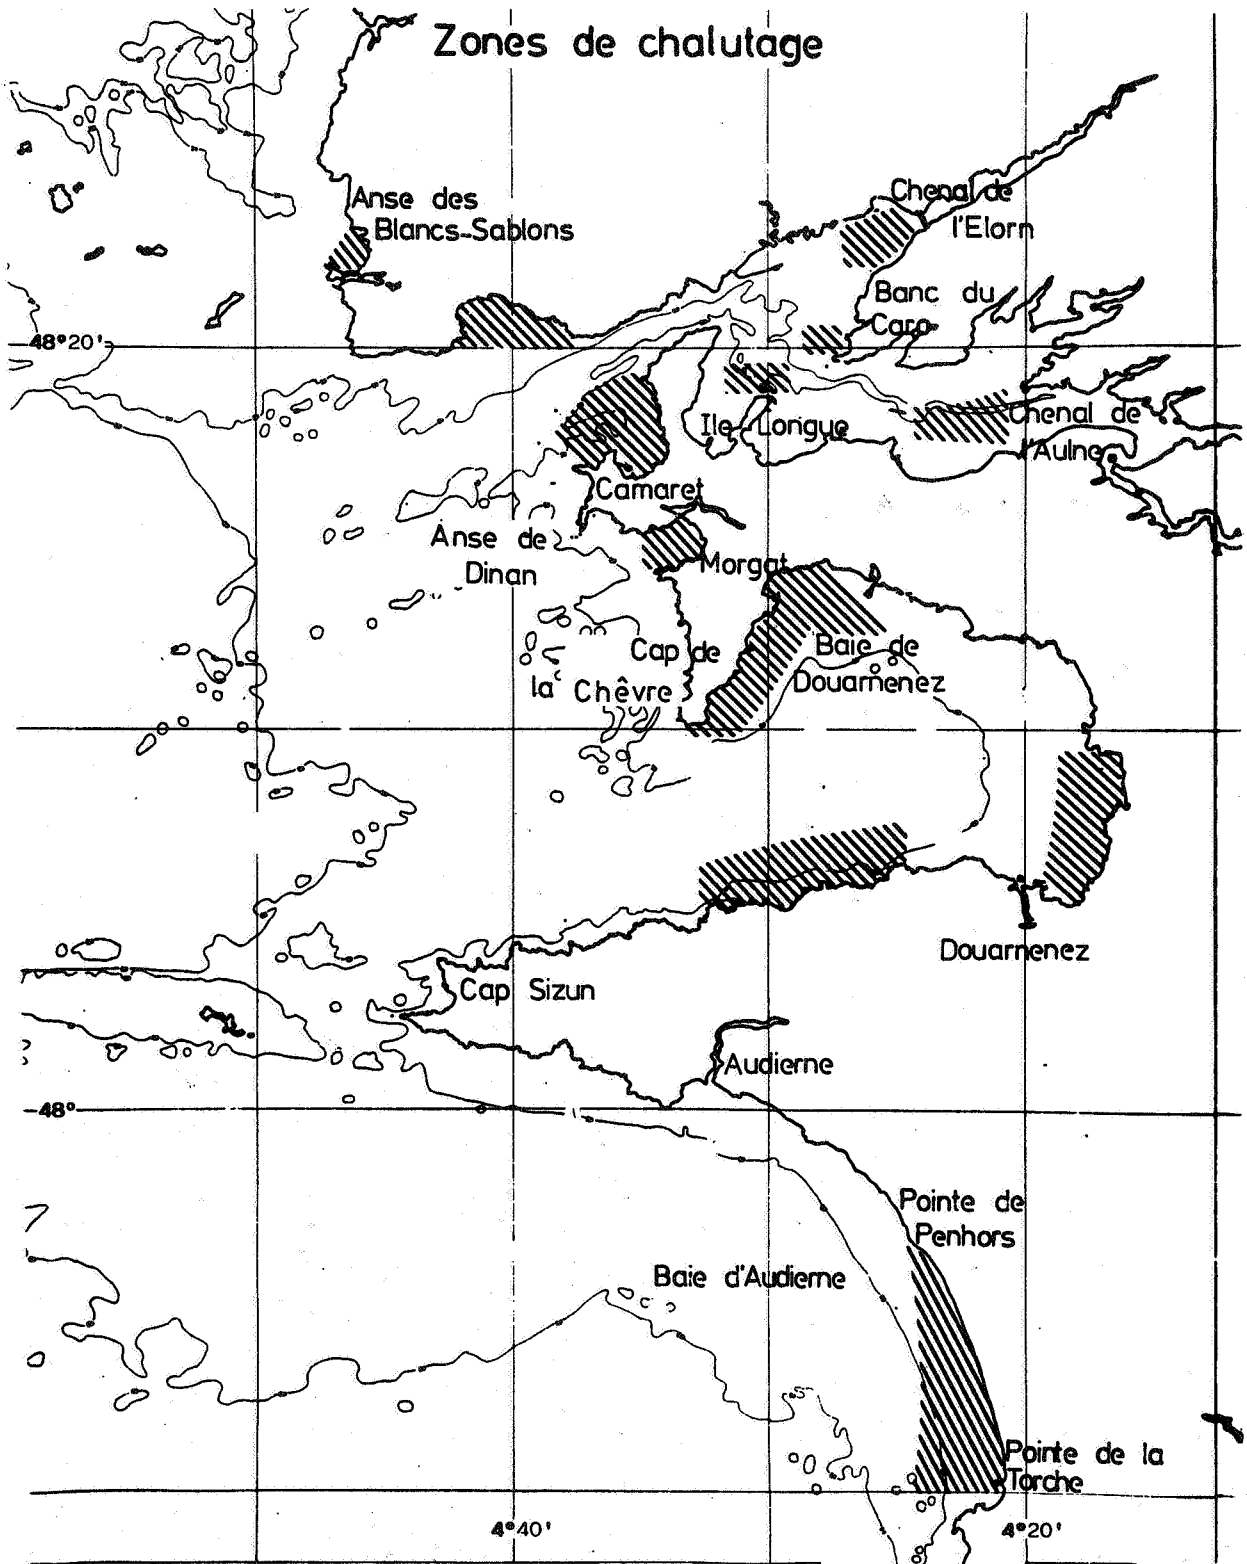 Zones de chalutage
Anse des
Blancs-Sablons
Chenal de
l'Elorn
Banc du
Caro
48°20'
Ile Longue
Chenal de
l'Aulne
Camaret
Anse de
Dinan
Morgat
Cap de
la Chêvre
Baie de
Douarnenez
Douarnenez
Cap Sizun
Audierne
48°
Pointe de
Penhors
Baie d'Audierne
Pointe de la
Torche
4°40'
4°20'